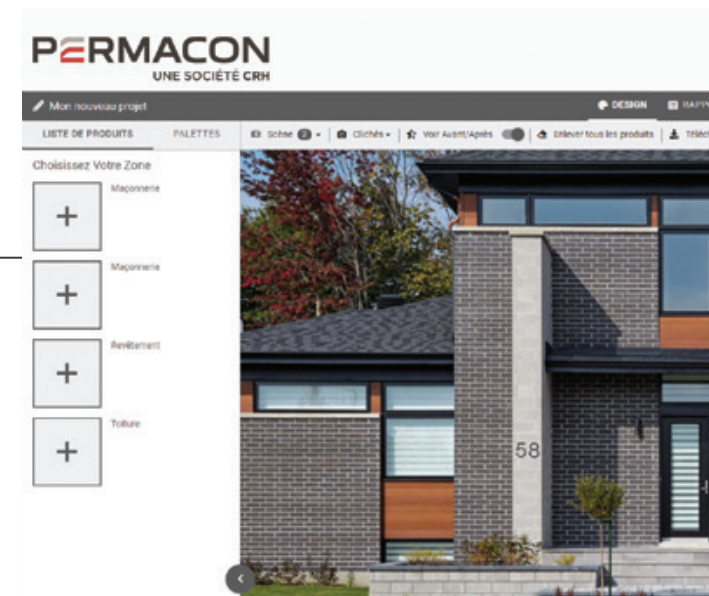 PERMACON
UNE SOCIÉTÉ CRH
Mon nouveau projet
DESIGN
LISTE DE PRODUITS
PALETTES
Scène 2
Clichés
Voir Avant/Après
Enlever tous les produits
Choisissez Votre Zone
Maçonnerie
Maçonnerie
Revêtement
Toiture
58